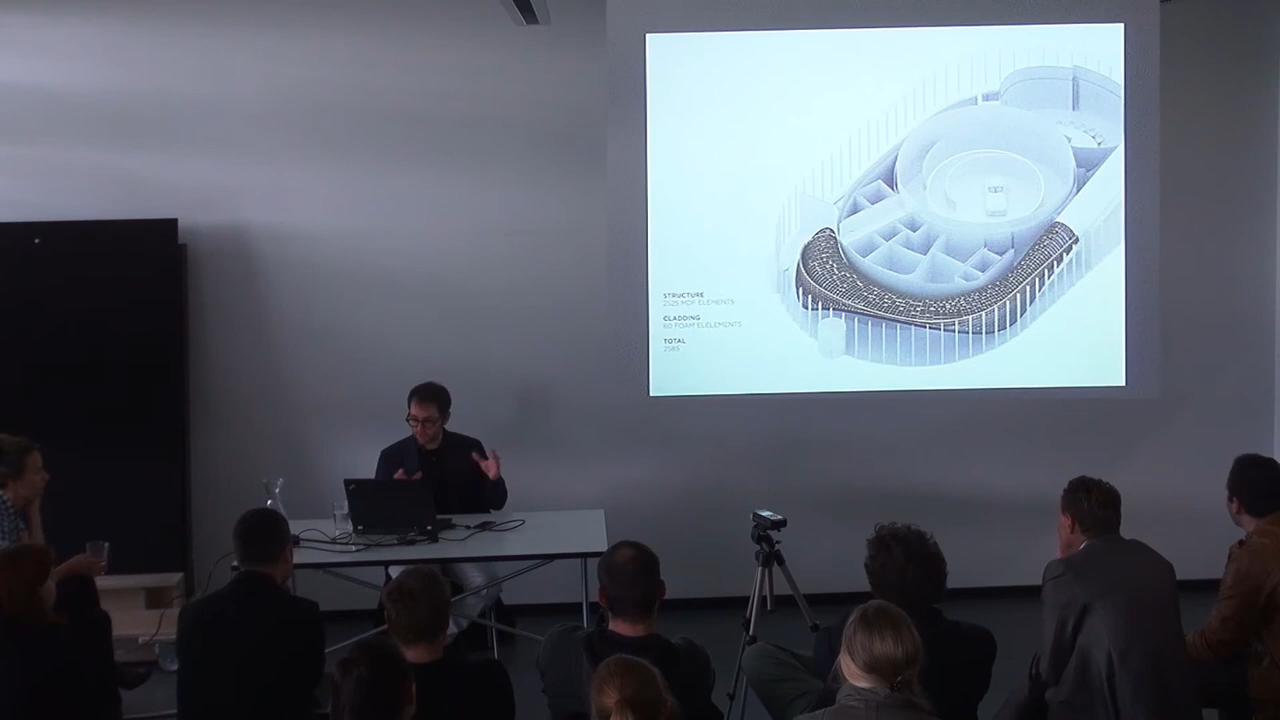 STRUCTURE
2525 MDF ELEMENTS
CLADDING
60 FOAM ELELEMENTS
TOTAL
2585